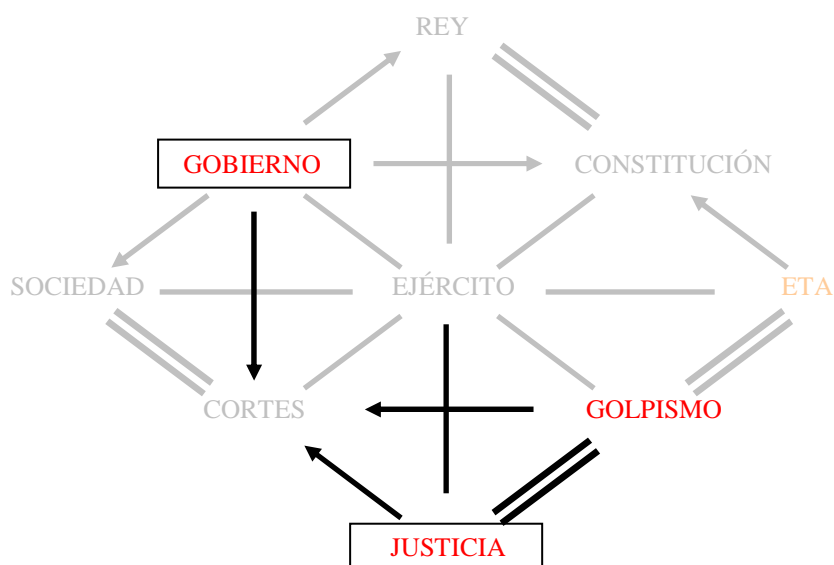 REY
GOBIERNO
CONSTITUCIÓN
SOCIEDAD
EJÉRCITO
ETA
CORTES
GOLPISMO
JUSTICIA